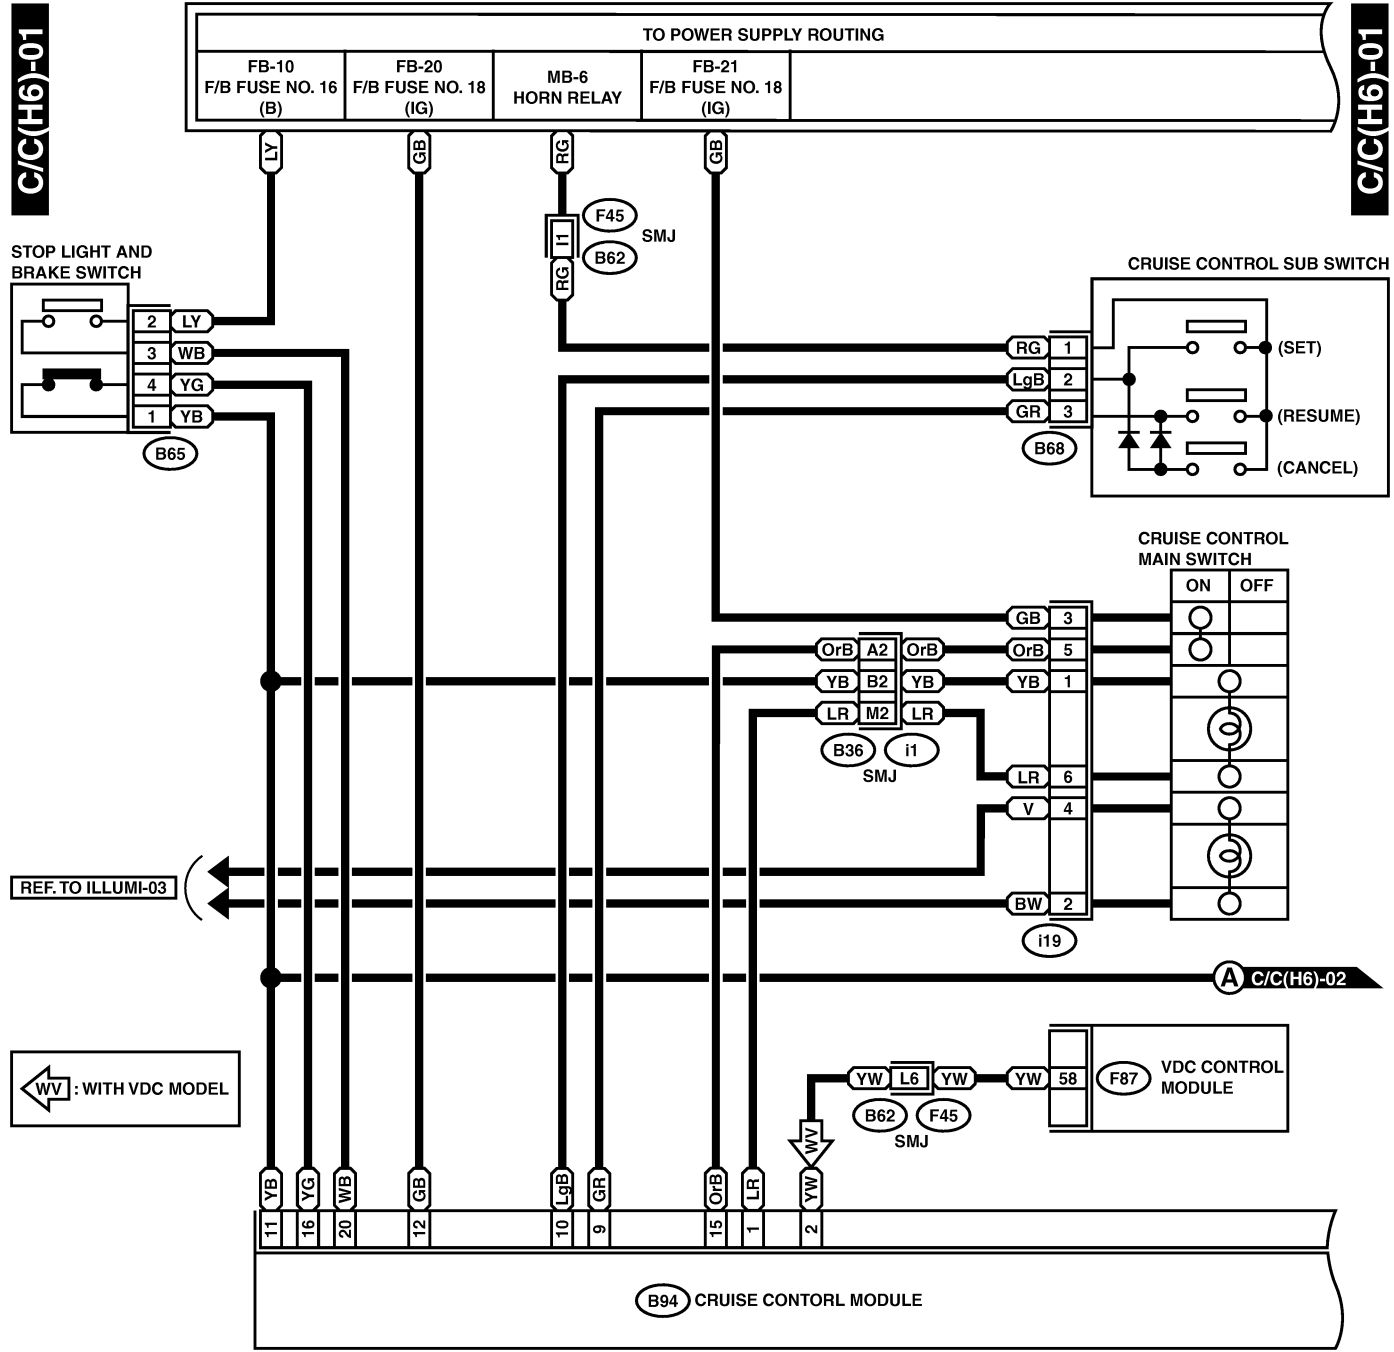 C/C(H6)-01
C/C(H6)-01
TO POWER SUPPLY ROUTING
FB-10
F/B FUSE NO. 16
(B)
FB-20
F/B FUSE NO. 18
(IG)
MB-6
HORN RELAY
FB-21
F/B FUSE NO. 18
(IG)
LY
GB
RG
GB
I1
F45
B62
SMJ
RG
STOP LIGHT AND
BRAKE SWITCH
2 LY
3 WB
4 YG
1 YB
B65
CRUISE CONTROL SUB SWITCH
RG 1
LgB 2
GR 3
B68
(SET)
(RESUME)
(CANCEL)
CRUISE CONTROL
MAIN SWITCH
ON OFF
GB 3
OrB A2 OrB OrB 5
YB B2 YB YB 1
LR M2 LR
B36 i1
SMJ
LR 6
V 4
BW 2
i19
REF. TO ILLUMI-03
A C/C(H6)-02
WV : WITH VDC MODEL
YW L6 YW YW 58
B62 F45
SMJ
F87
VDC CONTROL
MODULE
WV
YB YG WB GB LgB GR OrB LR YW
11 16 20 12 10 9 15 1 2
B94 CRUISE CONTORL MODULE